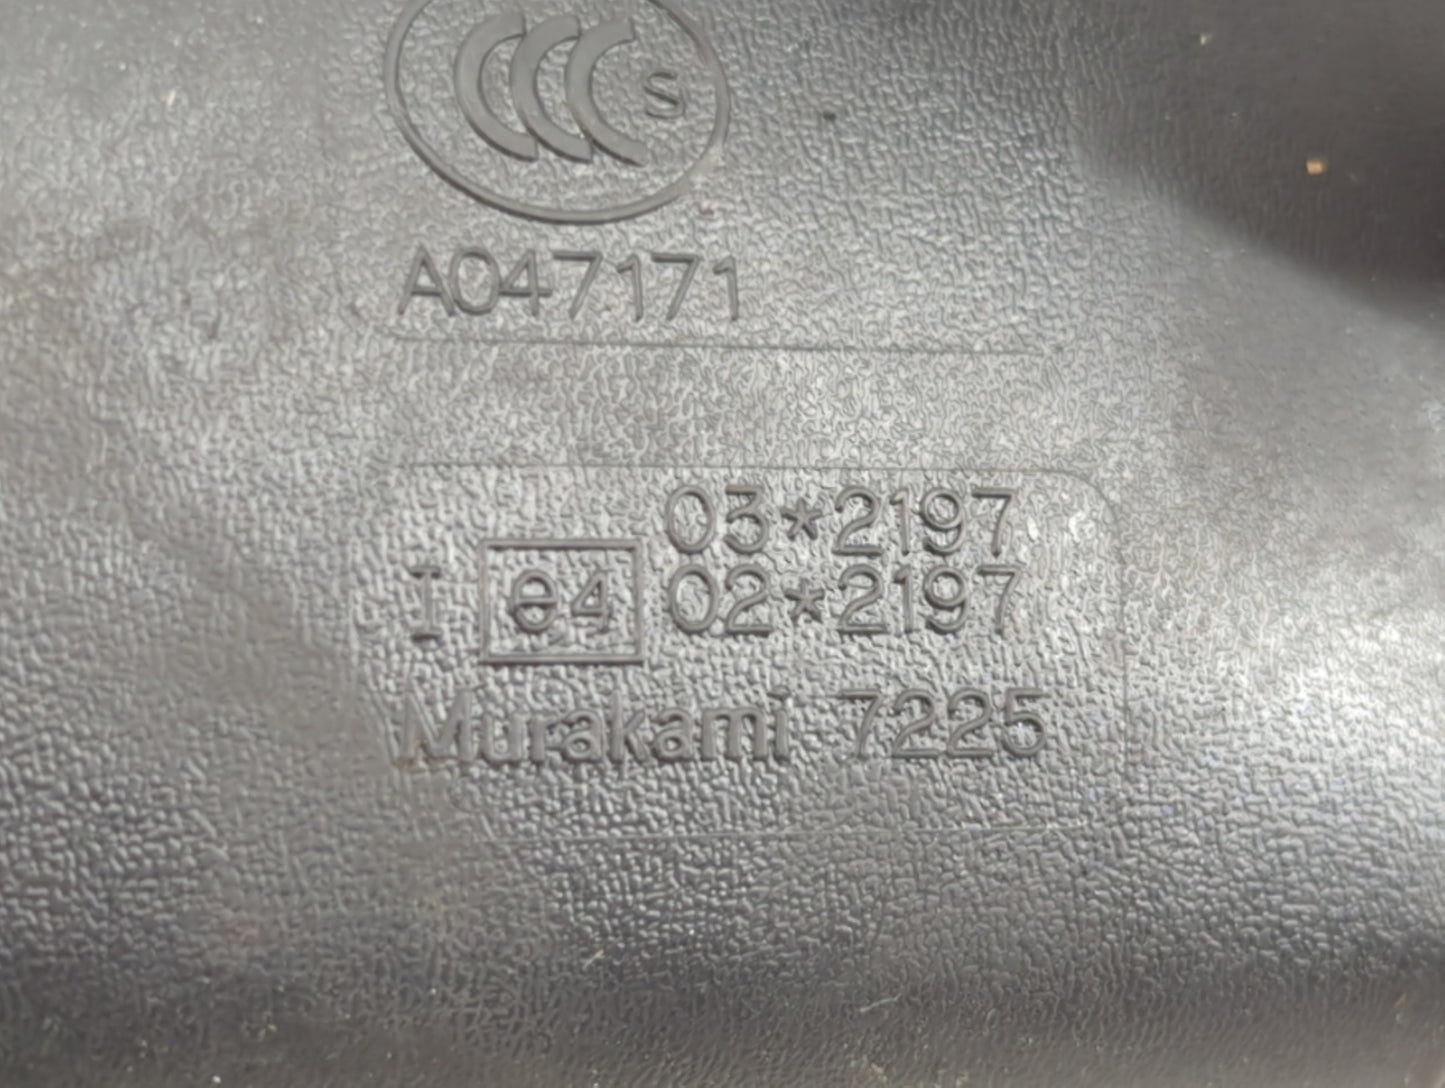 CCC S
A047171
03*2197
I e4 02*2197
Murakami 7225